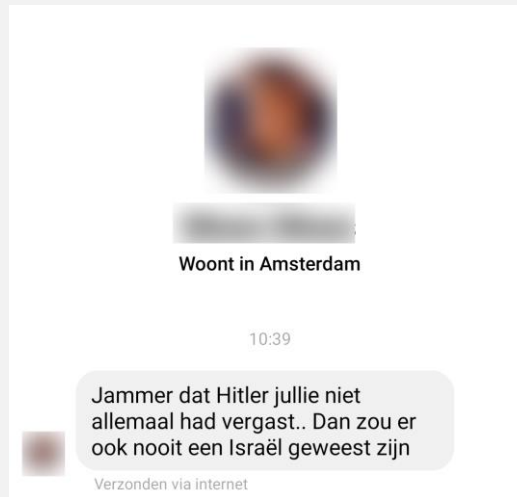 Woont in Amsterdam
10:39
Jammer dat Hitler jullie niet
allemaal had vergast.. Dan zou er
ook nooit een Israël geweest zijn
Verzonden via internet